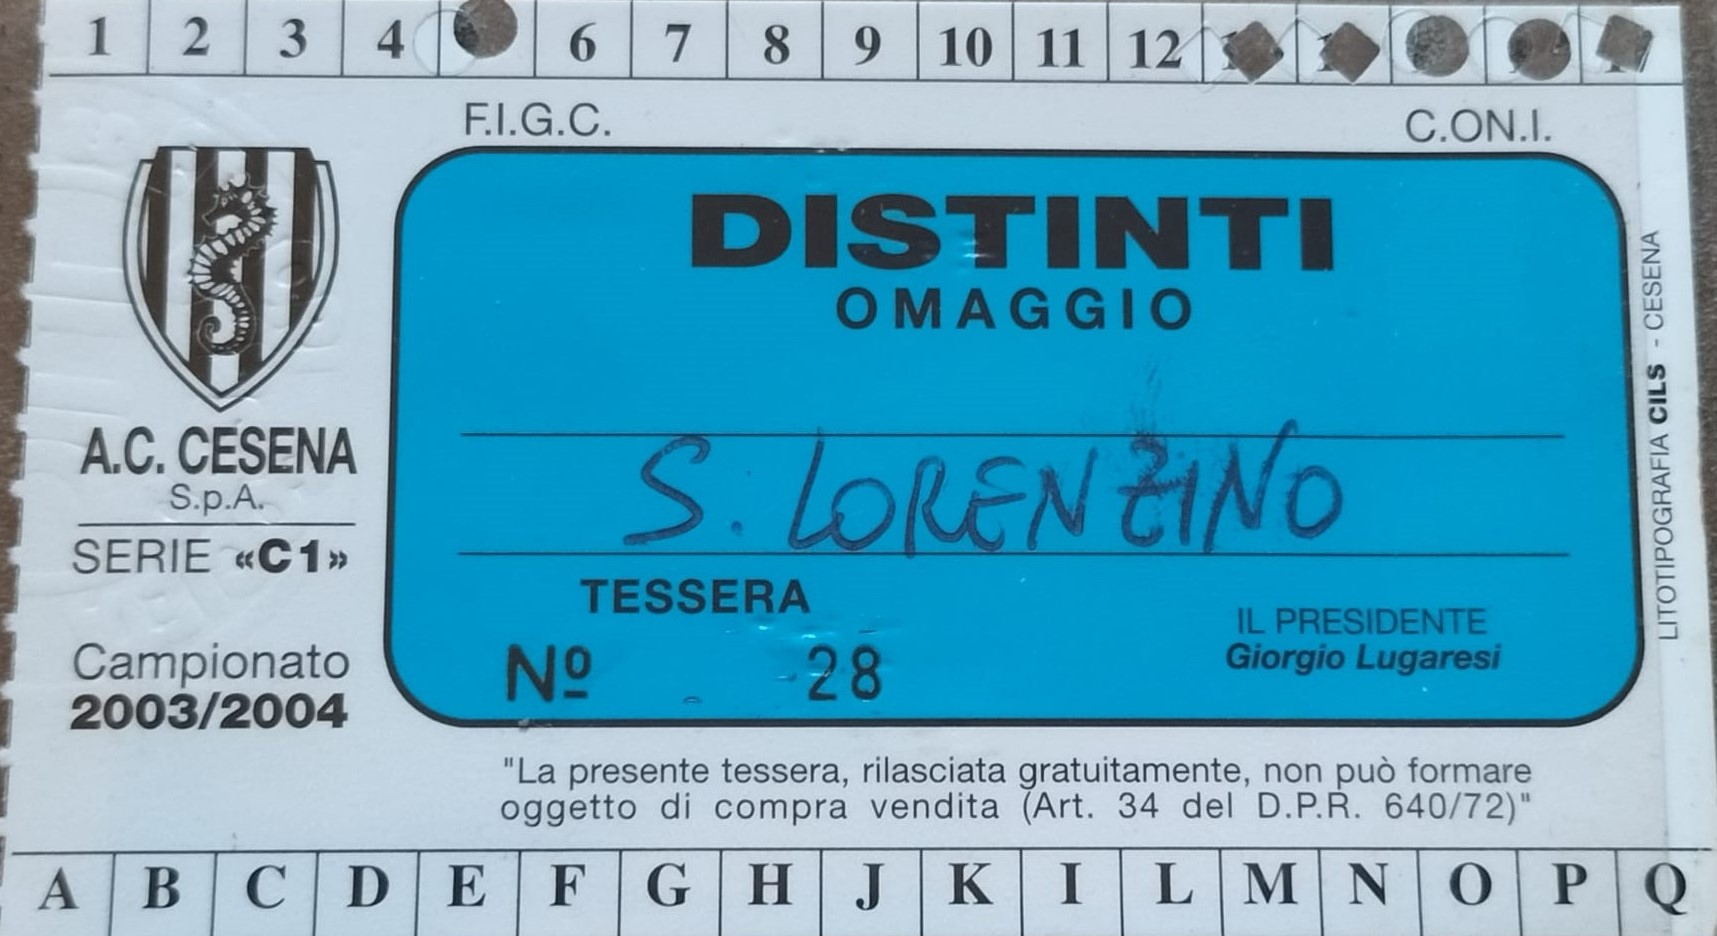 1 2 3 4 6 7 8 9 10 11 12
F.I.G.C. C.ON.I.
DISTINTI
OMAGGIO
S. LORENZINO
TESSERA
Nº 28
IL PRESIDENTE
Giorgio Lugaresi
A.C. CESENA
S.p.A.
SERIE «C1»
Campionato
2003/2004
"La presente tessera, rilasciata gratuitamente, non può formare
oggetto di compra vendita (Art. 34 del D.P.R. 640/72)"
LITOTIPOGRAFIA CILS - CESENA
A B C D E F G H J K I L M N O P Q